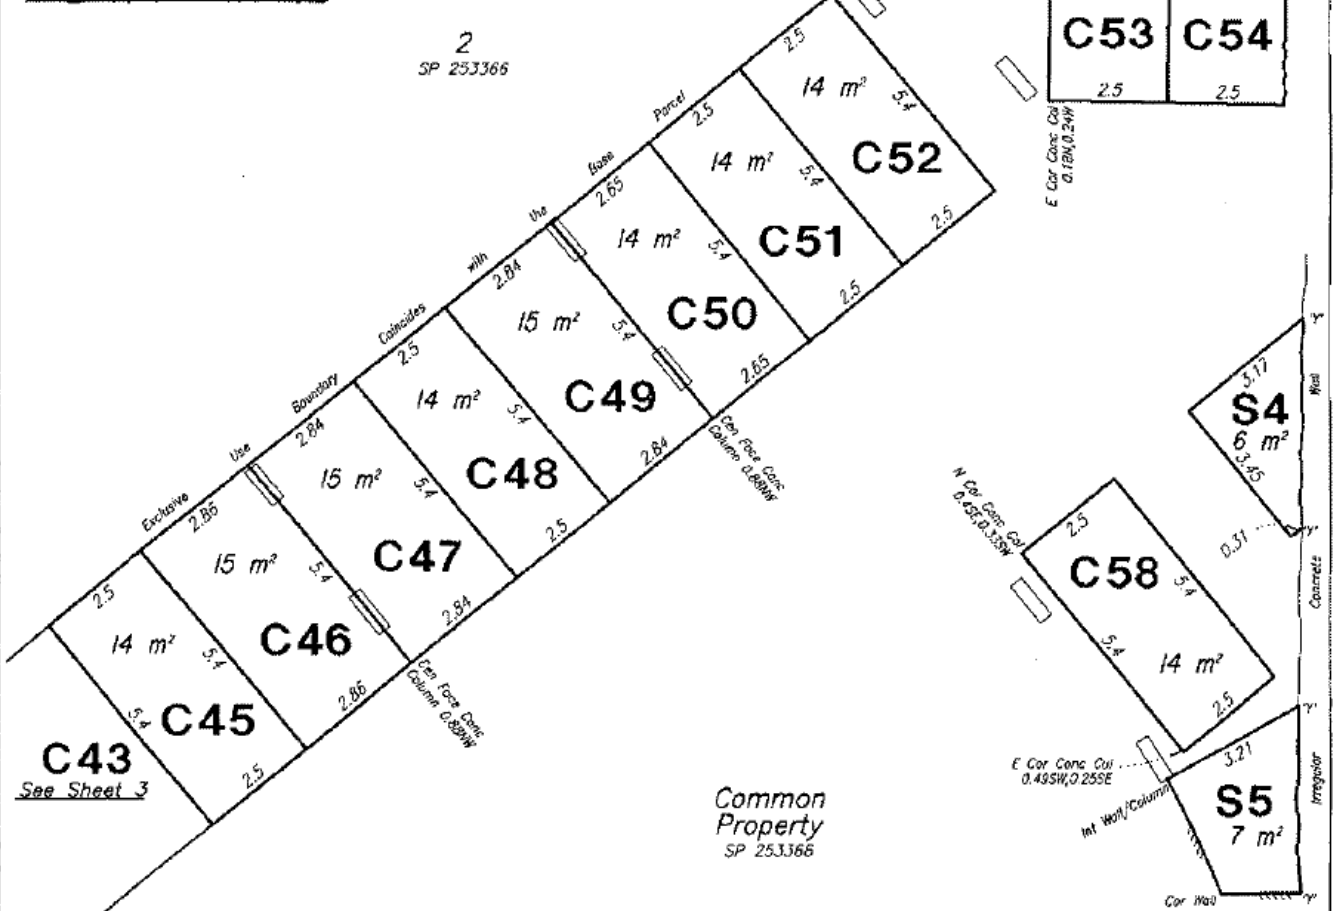 2
SP 253366
C53
C54
2.5
2.5
E Cor Conc Col
0.18N,0.24W
Exclusive Use Boundary Coincides with the Base Parcel
2.5
14 m²
5.4
C52
2.5
2.5
14 m²
5.4
C51
2.5
2.65
14 m²
5.4
C50
2.65
2.84
15 m²
5.4
C49
2.84
Cen Face Conc
Column 0.88NW
2.5
14 m²
5.4
C48
2.5
2.84
15 m²
5.4
C47
2.84
2.86
15 m²
5.4
C46
2.86
Cen Face Conc
Column 0.88NW
2.5
14 m²
5.4
C45
2.5
5.4
C43
See Sheet 3
'Y'
Wall
3.17
S4
6 m²
3.45
0.31
'Y'
Concrete
N Cor Conc Col
0.4SE,0.33SW
2.5
C58
5.4
5.4
14 m²
2.5
E Cor Conc Col
0.49SW,0.25SE
'Y'
3.21
S5
7 m²
Irregular
Int Wall/Column
Cor Wall
'Y'
Common
Property
SP 253366